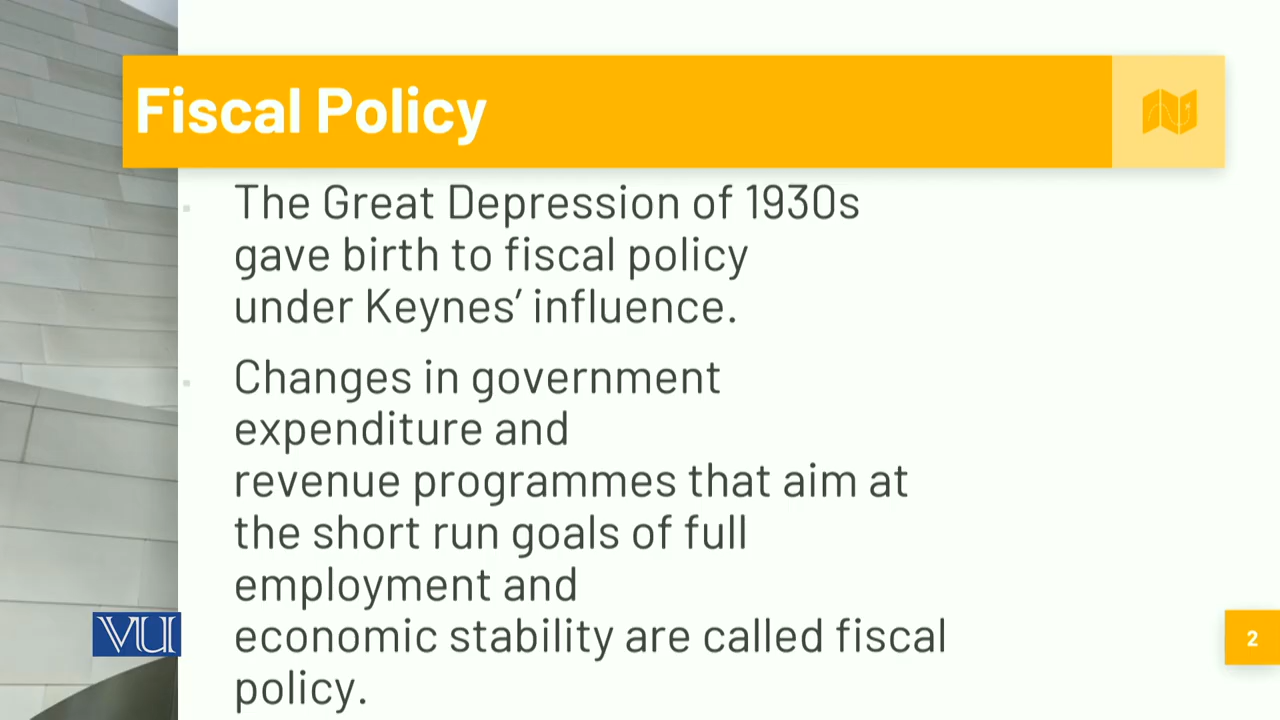 Fiscal Policy
The Great Depression of 1930s
gave birth to fiscal policy
under Keynes’ influence.
Changes in government
expenditure and
revenue programmes that aim at
the short run goals of full
employment and
economic stability are called fiscal
policy.
VU
2